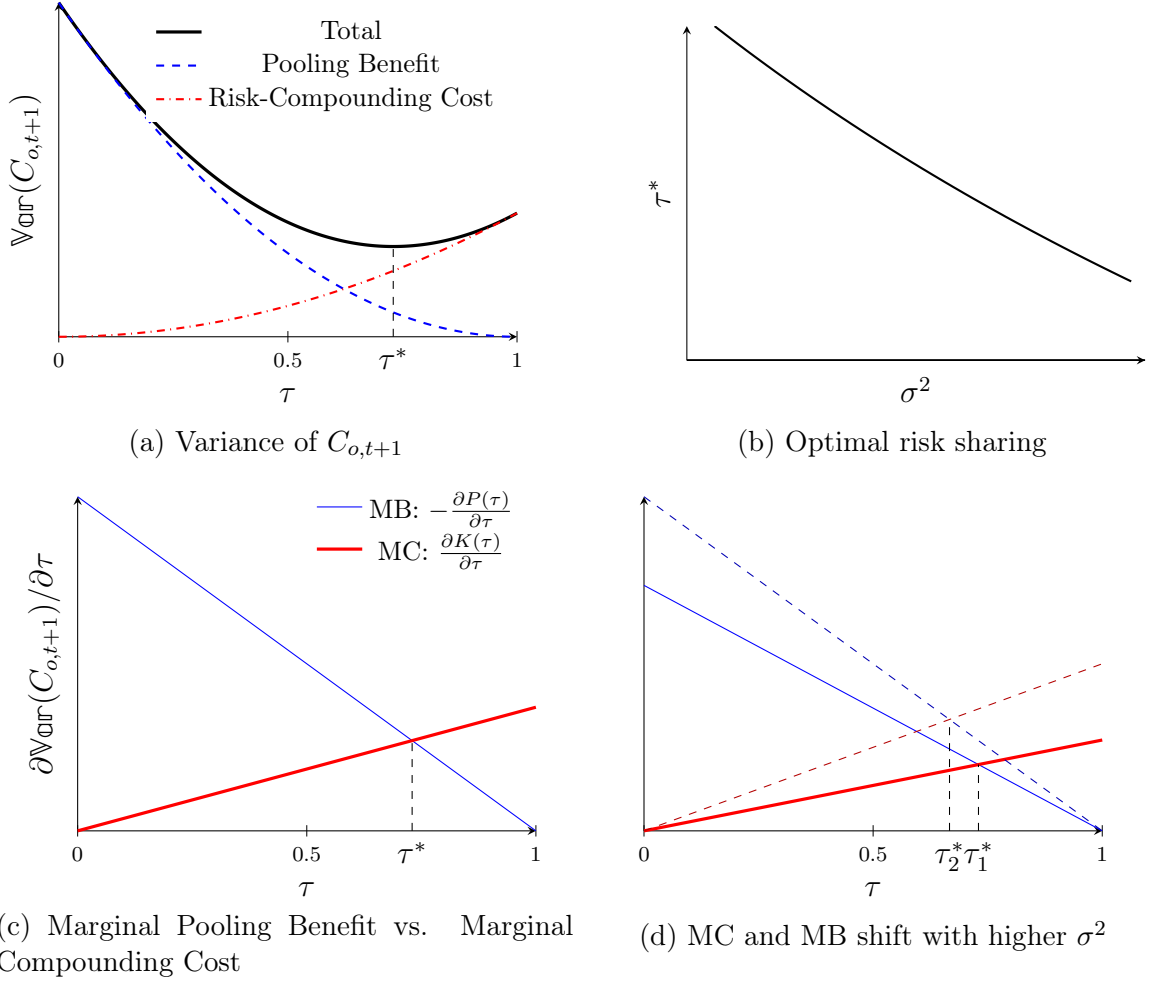 Total
Pooling Benefit
Risk-Compounding Cost
𝕍ar(C_{o,t+1})
0
0.5
τ*
1
τ
(a) Variance of C_{o,t+1}
τ*
σ²
(b) Optimal risk sharing
MB: −∂P(τ)/∂τ
MC: ∂K(τ)/∂τ
∂𝕍ar(C_{o,t+1})/∂τ
0
0.5
τ*
1
τ
(c) Marginal Pooling Benefit vs. Marginal
Compounding Cost
0
0.5
τ₂*τ₁*
1
τ
(d) MC and MB shift with higher σ²